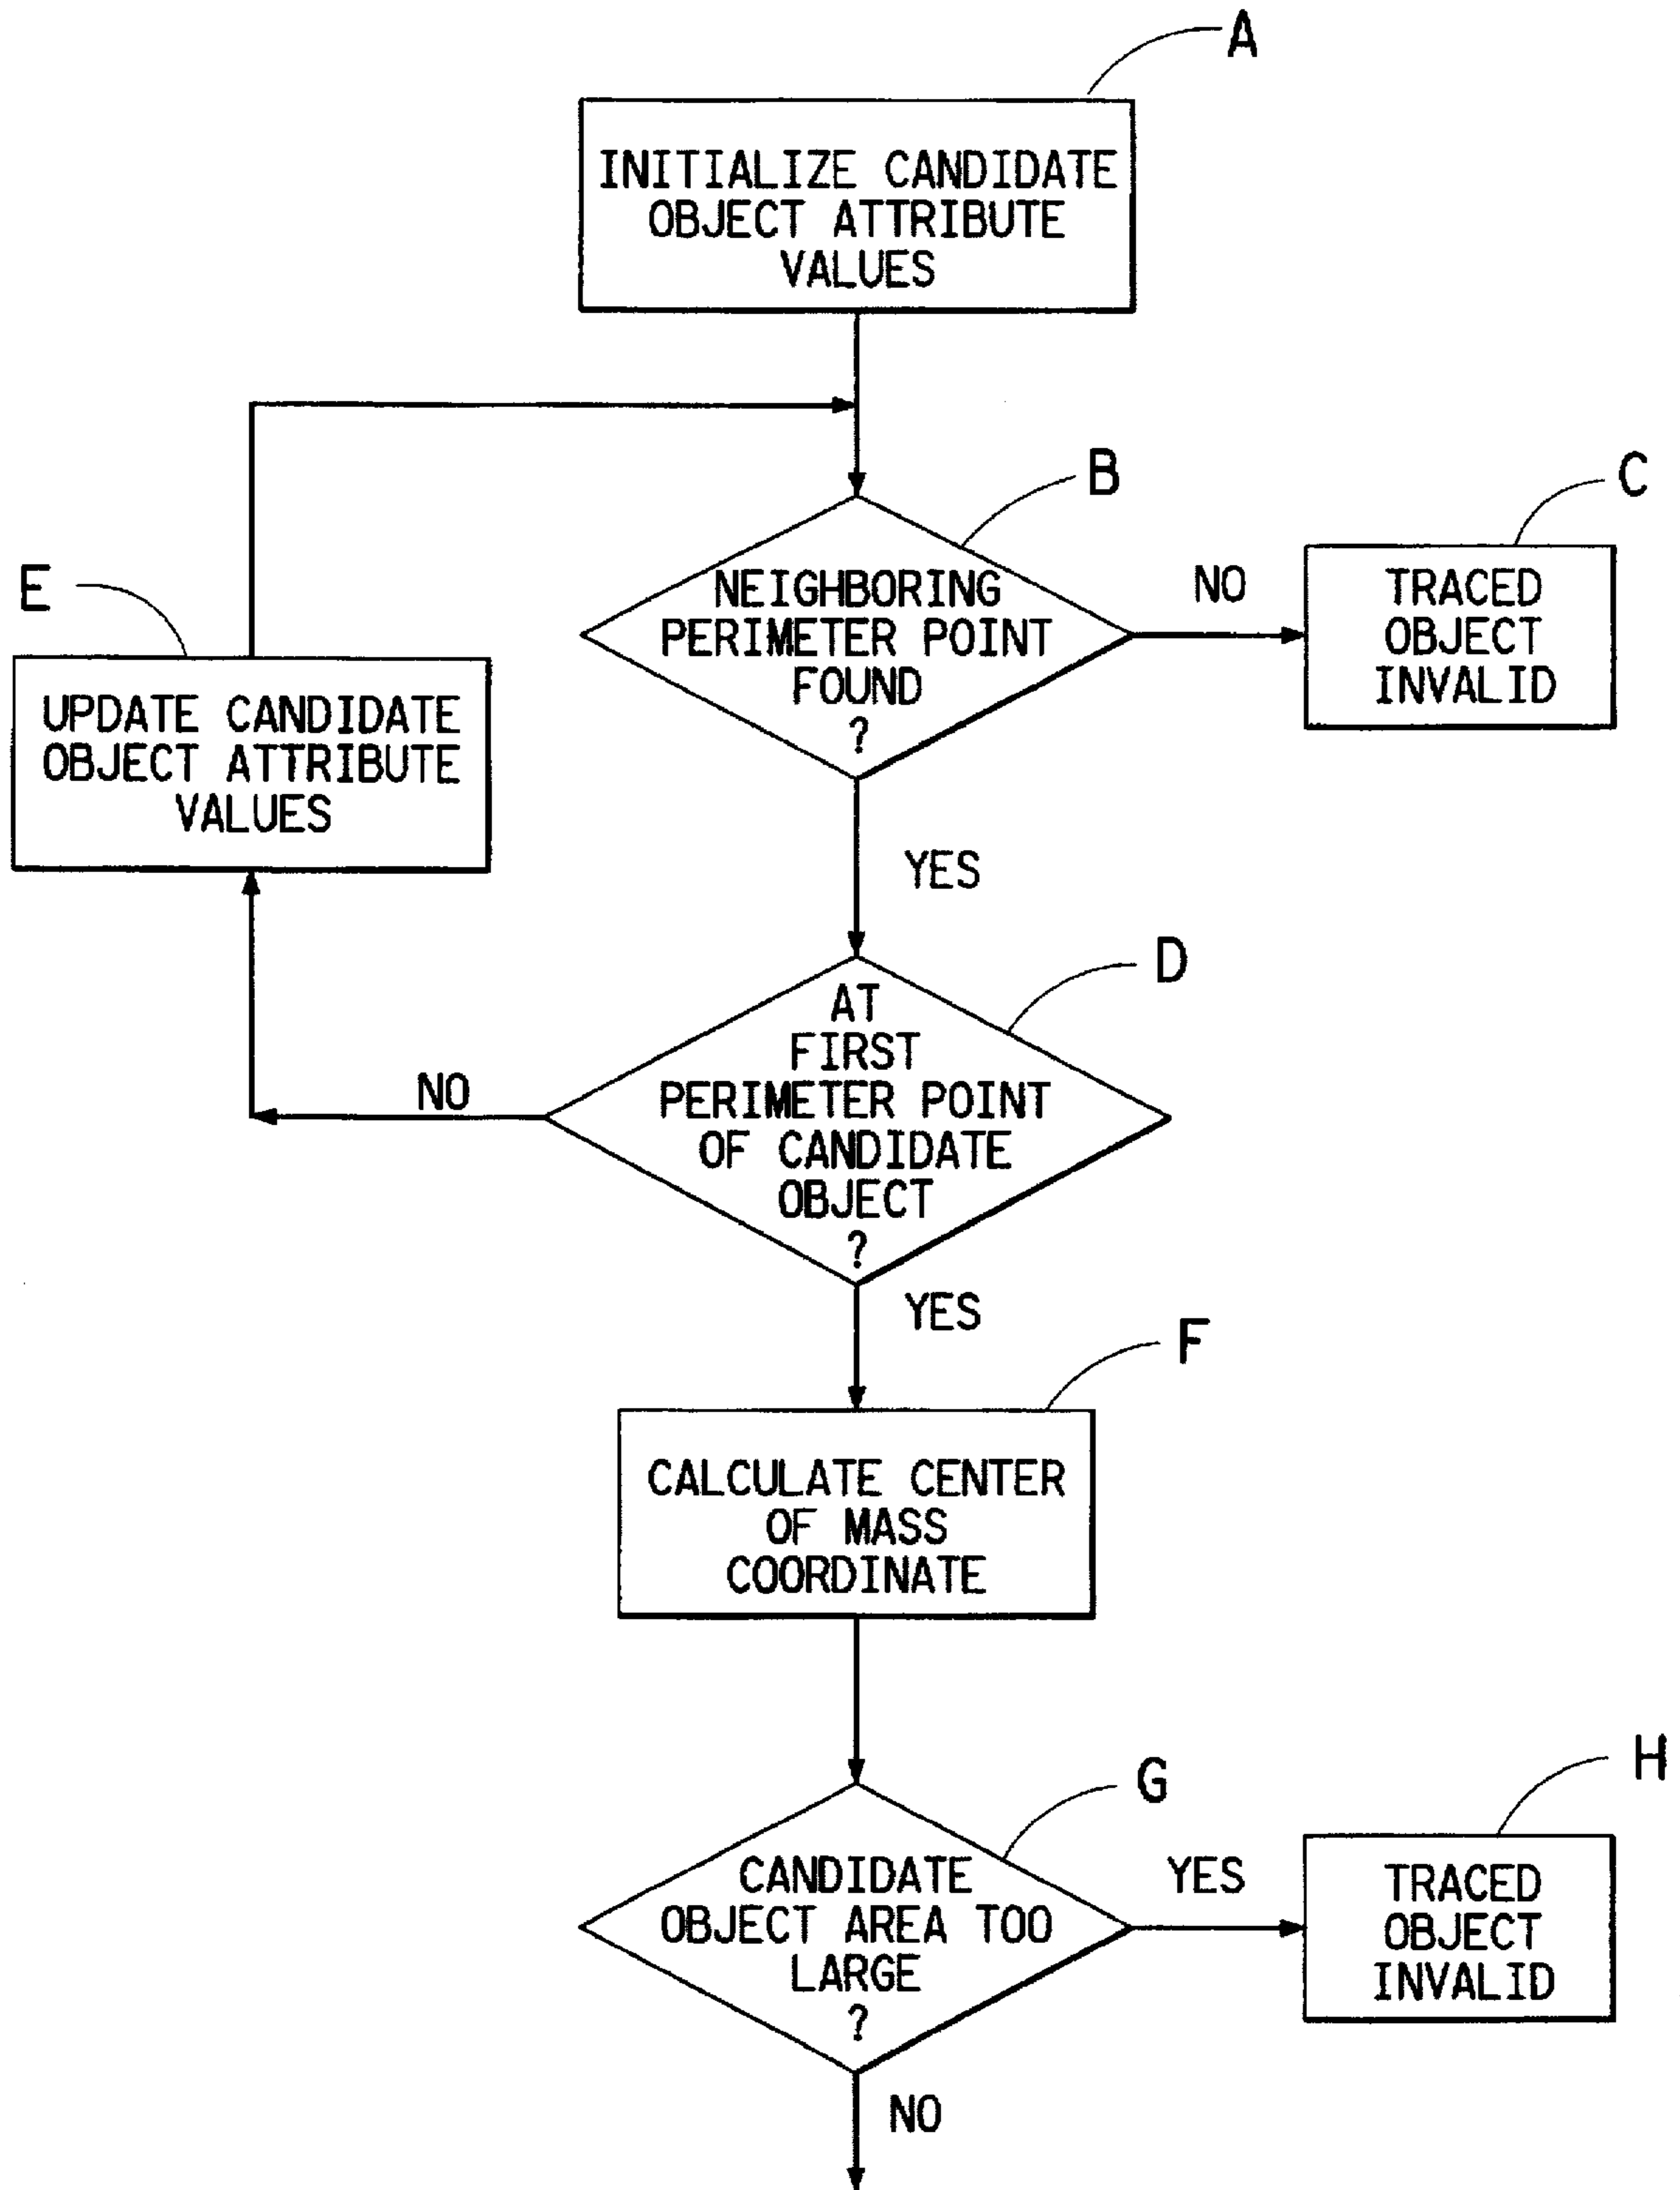 A
INITIALIZE CANDIDATE
OBJECT ATTRIBUTE
VALUES
B
C
NEIGHBORING
PERIMETER POINT
FOUND
?
NO
TRACED
OBJECT
INVALID
E
UPDATE CANDIDATE
OBJECT ATTRIBUTE
VALUES
YES
D
AT
FIRST
PERIMETER POINT
OF CANDIDATE
OBJECT
?
NO
YES
F
CALCULATE CENTER
OF MASS
COORDINATE
G
H
CANDIDATE
OBJECT AREA TOO
LARGE
?
YES
TRACED
OBJECT
INVALID
NO